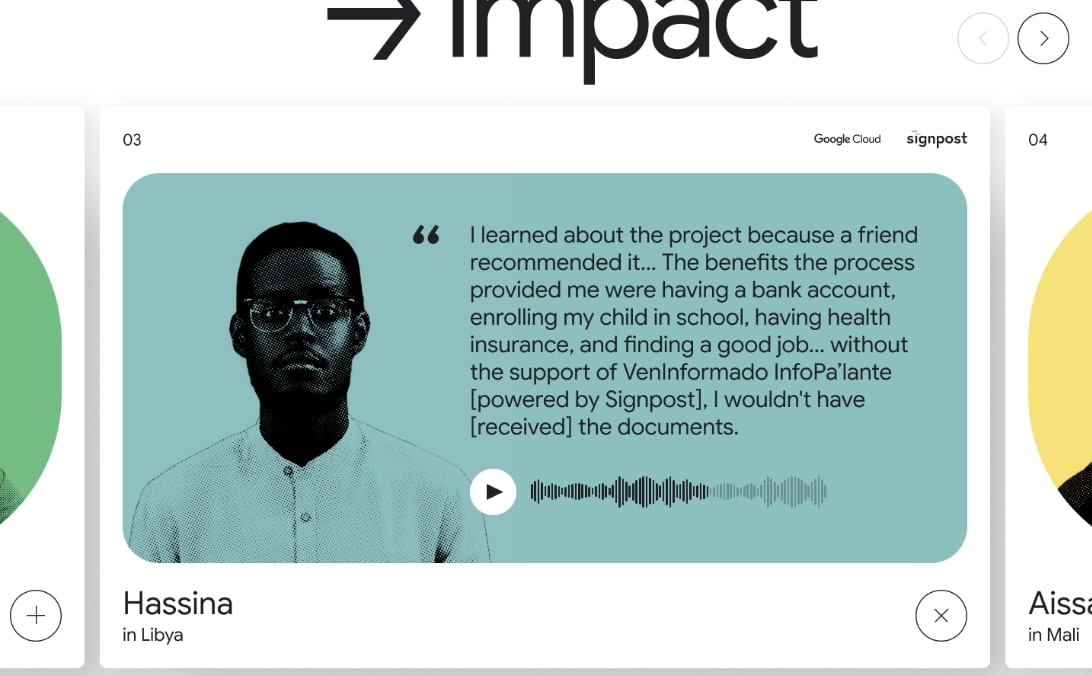 → Impact
03
Google Cloud
signpost
04
“ I learned about the project because a friend
recommended it... The benefits the process
provided me were having a bank account,
enrolling my child in school, having health
insurance, and finding a good job... without
the support of VenInformado InfoPa’lante
[powered by Signpost], I wouldn't have
[received] the documents.
Hassina
in Libya
in Mali